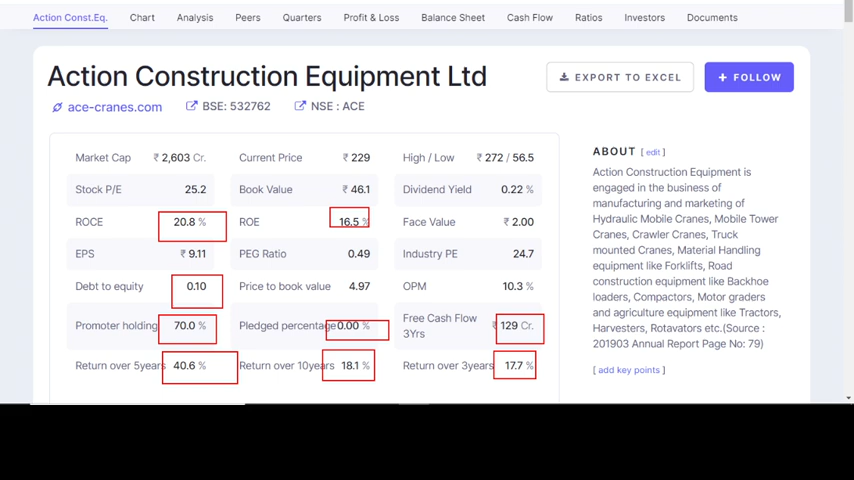 Action Const.Eq. Chart Analysis Peers Quarters Profit & Loss Balance Sheet Cash Flow Ratios Investors Documents
Action Construction Equipment Ltd
EXPORT TO EXCEL
+ FOLLOW
ace-cranes.com BSE: 532762 NSE : ACE
Market Cap ₹ 2,603 Cr. Current Price ₹ 229 High / Low ₹ 272 / 56.5
Stock P/E 25.2 Book Value ₹ 46.1 Dividend Yield 0.22 %
ROCE 20.8 % ROE 16.5 % Face Value ₹ 2.00
EPS ₹ 9.11 PEG Ratio 0.49 Industry PE 24.7
Debt to equity 0.10 Price to book value 4.97 OPM 10.3 %
Promoter holding 70.0 % Pledged percentage 0.00 % Free Cash Flow 3Yrs ₹ 129 Cr.
Return over 5years 40.6 % Return over 10years 18.1 % Return over 3years 17.7 %
ABOUT [ edit ]
Action Construction Equipment is
engaged in the business of
manufacturing and marketing of
Hydraulic Mobile Cranes, Mobile Tower
Cranes, Crawler Cranes, Truck
mounted Cranes, Material Handling
equipment like Forklifts, Road
construction equipment like Backhoe
loaders, Compactors, Motor graders
and agriculture equipment like Tractors,
Harvesters, Rotavators etc.(Source :
201903 Annual Report Page No: 79)
[ add key points ]